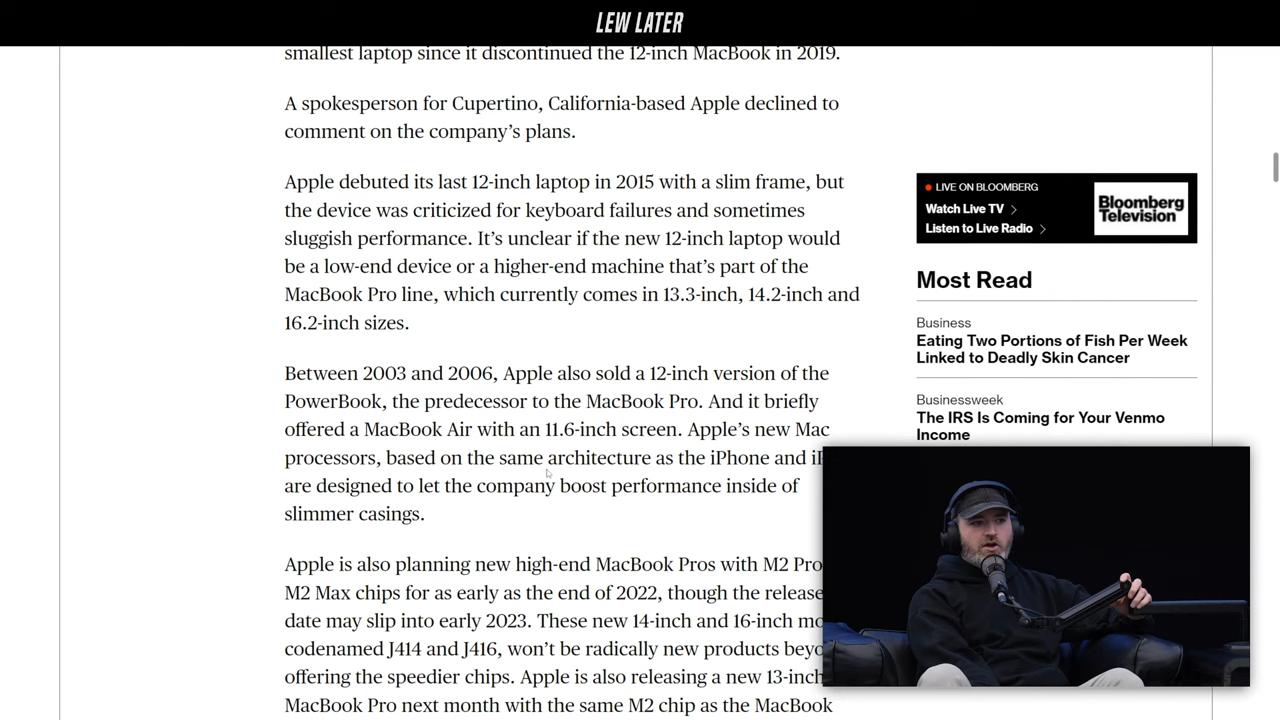 LEW LATER
smallest laptop since it discontinued the 12-inch MacBook in 2019.
A spokesperson for Cupertino, California-based Apple declined to
comment on the company's plans.
Apple debuted its last 12-inch laptop in 2015 with a slim frame, but
the device was criticized for keyboard failures and sometimes
sluggish performance. It's unclear if the new 12-inch laptop would
be a low-end device or a higher-end machine that's part of the
MacBook Pro line, which currently comes in 13.3-inch, 14.2-inch and
16.2-inch sizes.
Between 2003 and 2006, Apple also sold a 12-inch version of the
PowerBook, the predecessor to the MacBook Pro. And it briefly
offered a MacBook Air with an 11.6-inch screen. Apple's new Mac
processors, based on the same architecture as the iPhone and
are designed to let the company boost performance inside of
slimmer casings.
Apple is also planning new high-end MacBook Pros with M2 Pro
M2 Max chips for as early as the end of 2022, though the release
date may slip into early 2023. These new 14-inch and 16-inch
codenamed J414 and J416, won't be radically new products
offering the speedier chips. Apple is also releasing a new 13-inch
MacBook Pro next month with the same M2 chip as the MacBook
LIVE ON BLOOMBERG
Watch Live TV
Listen to Live Radio
Bloomberg
Television
Most Read
Business
Eating Two Portions of Fish Per Week
Linked to Deadly Skin Cancer
Businessweek
The IRS Is Coming for Your Venmo
Income